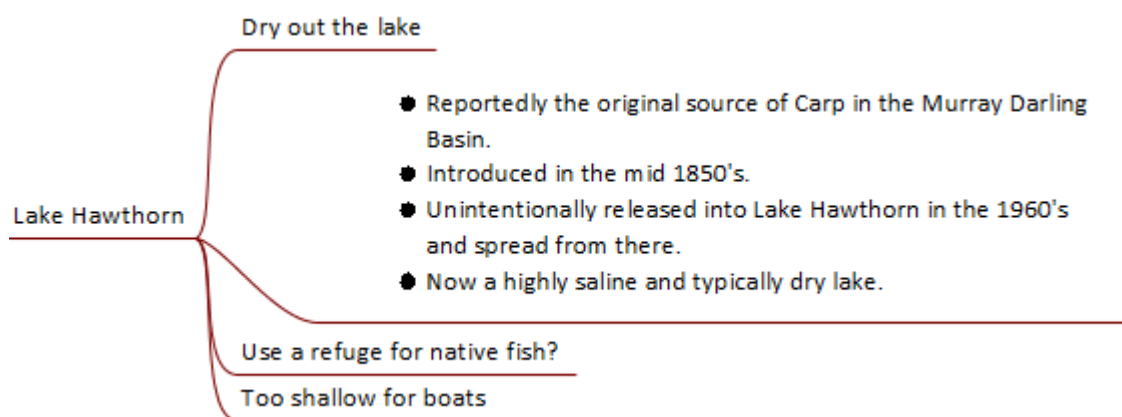 Dry out the lake
● Reportedly the original source of Carp in the Murray Darling
Basin.
● Introduced in the mid 1850's.
● Unintentionally released into Lake Hawthorn in the 1960's
and spread from there.
● Now a highly saline and typically dry lake.
Lake Hawthorn
Use a refuge for native fish?
Too shallow for boats